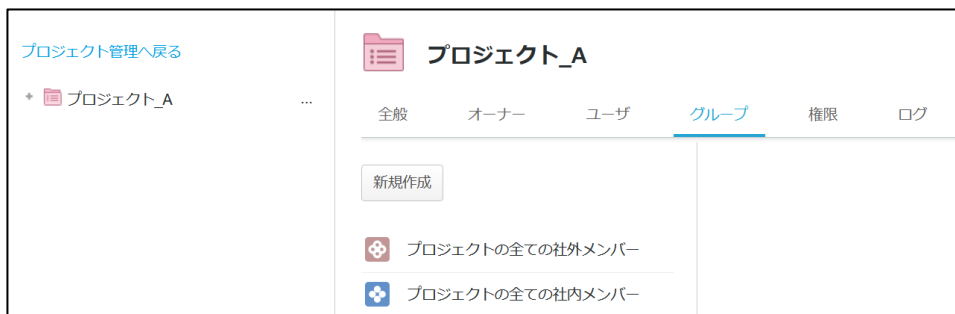 プロジェクト管理へ戻る
プロジェクト_A
...
プロジェクト_A
全般 オーナー ユーザ グループ 権限 ログ
新規作成
プロジェクトの全ての社外メンバー
プロジェクトの全ての社内メンバー